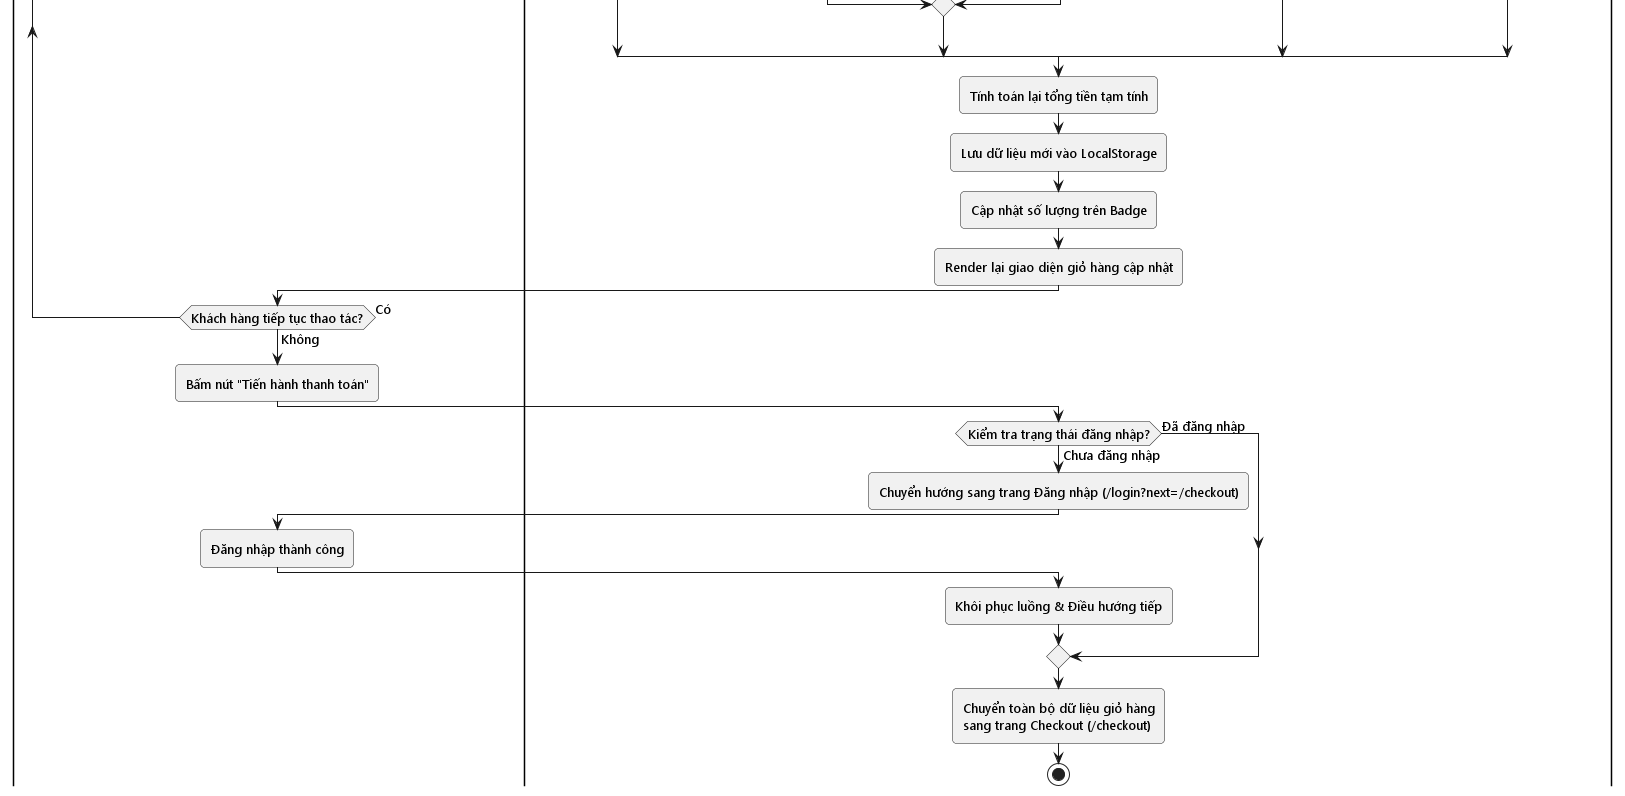 Tính toán lại tổng tiền tạm tính
Lưu dữ liệu mới vào LocalStorage
Cập nhật số lượng trên Badge
Render lại giao diện giỏ hàng cập nhật
Khách hàng tiếp tục thao tác?
Có
Không
Bấm nút "Tiến hành thanh toán"
Kiểm tra trạng thái đăng nhập?
Đã đăng nhập
Chưa đăng nhập
Chuyển hướng sang trang Đăng nhập (/login?next=/checkout)
Đăng nhập thành công
Khôi phục luồng & Điều hướng tiếp
Chuyển toàn bộ dữ liệu giỏ hàng
sang trang Checkout (/checkout)